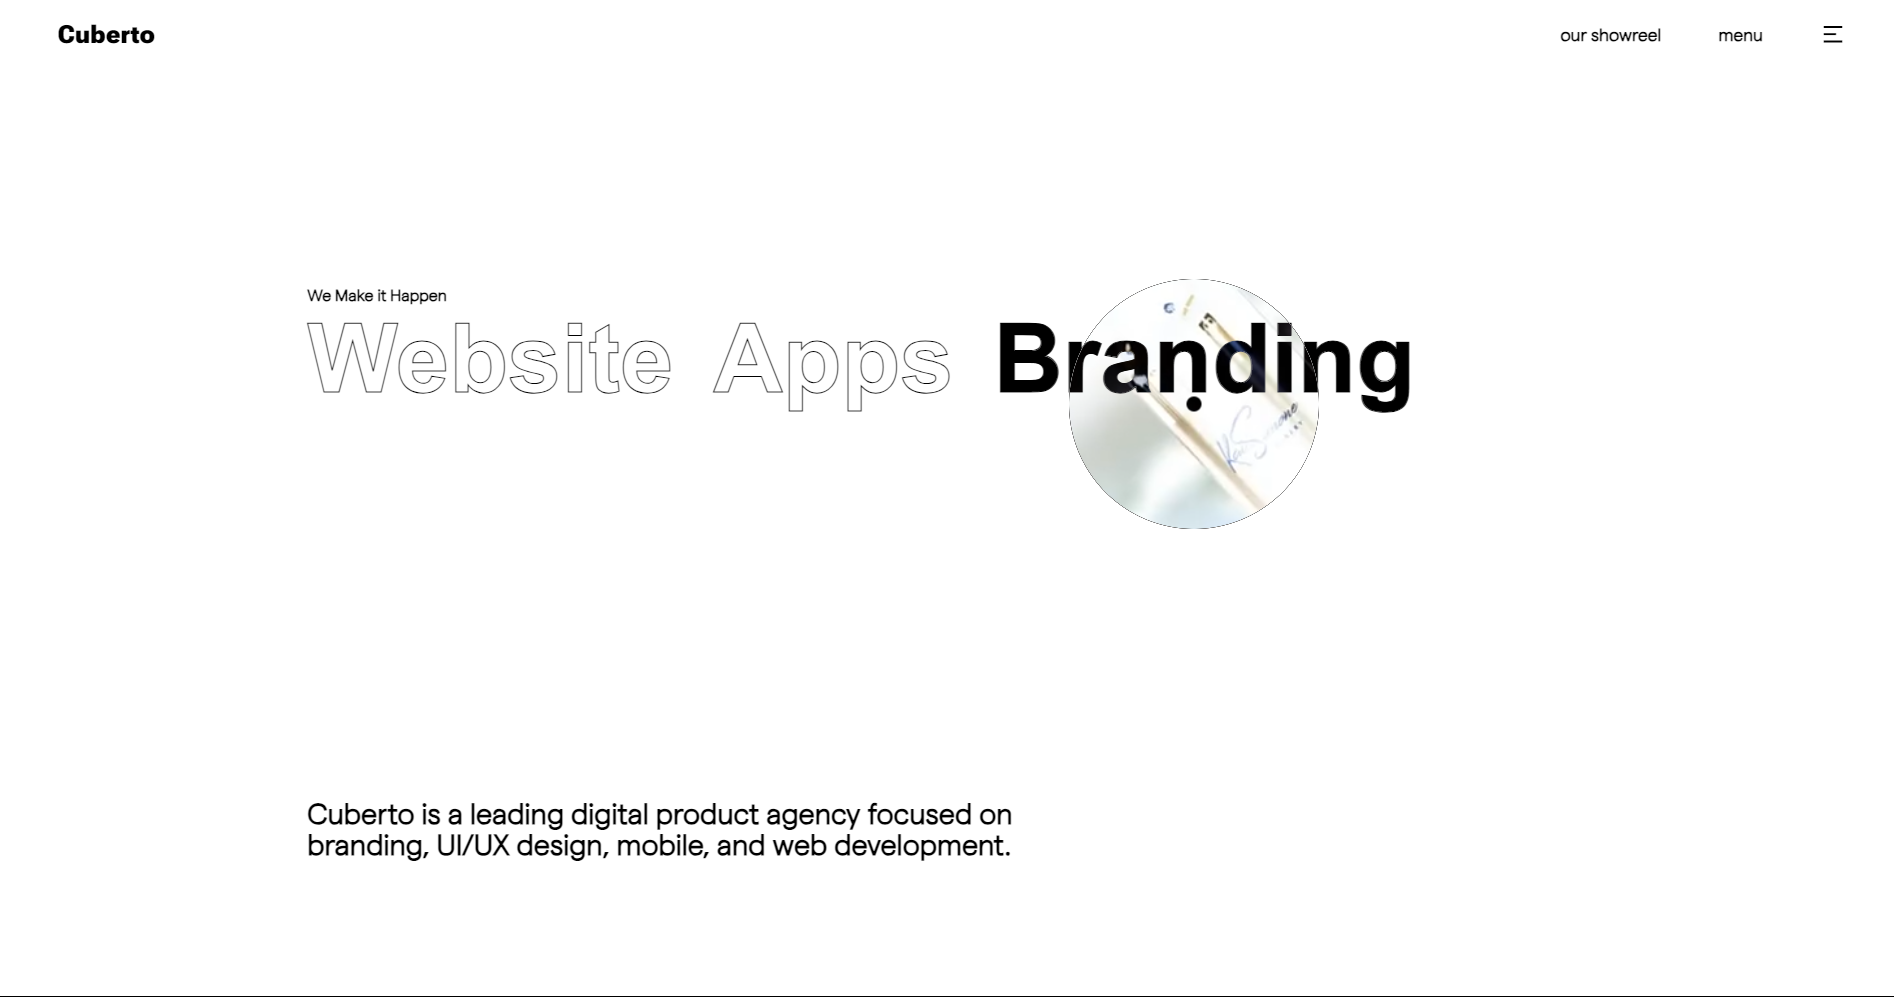 Cuberto
our showreel
menu
We Make it Happen
Website Apps Branding
Cuberto is a leading digital product agency focused on
branding, UI/UX design, mobile, and web development.